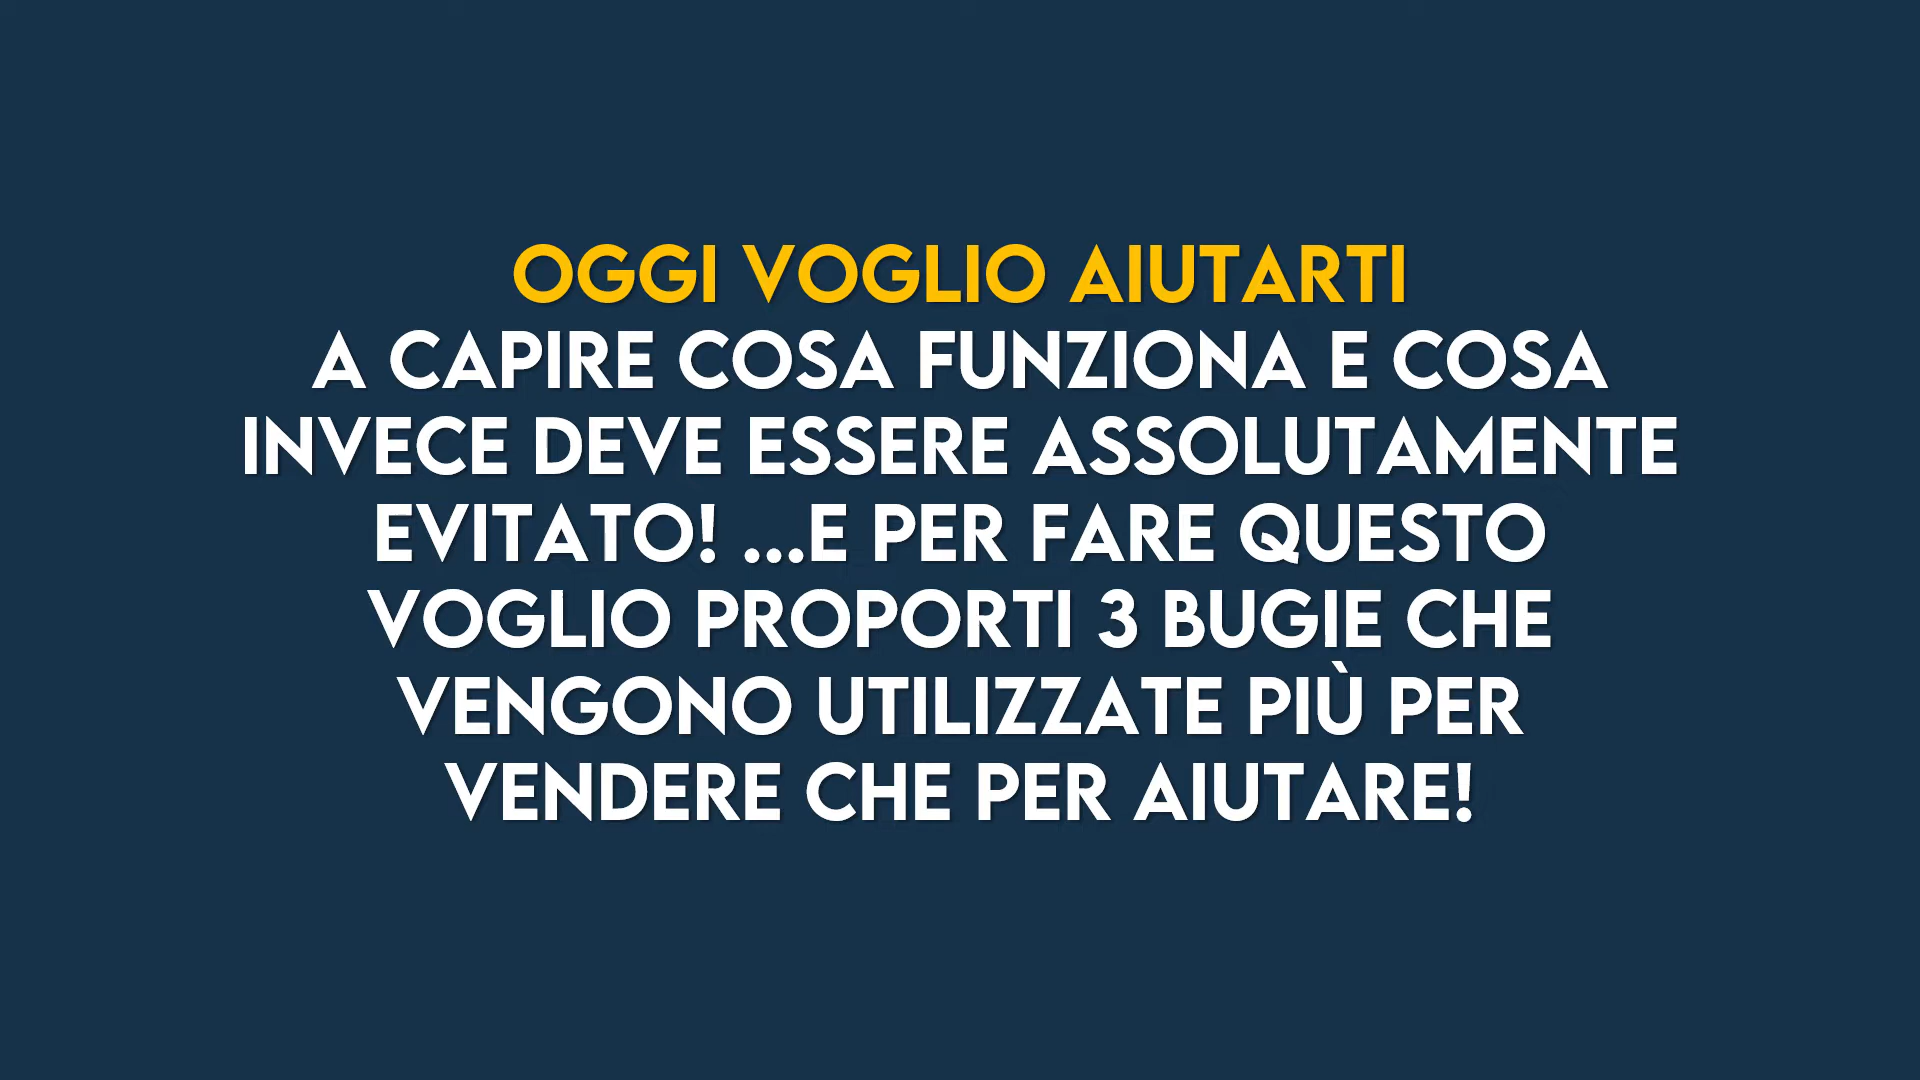 OGGI VOGLIO AIUTARTI
A CAPIRE COSA FUNZIONA E COSA
INVECE DEVE ESSERE ASSOLUTAMENTE
EVITATO! ...E PER FARE QUESTO
VOGLIO PROPORTI 3 BUGIE CHE
VENGONO UTILIZZATE PIÙ PER
VENDERE CHE PER AIUTARE!